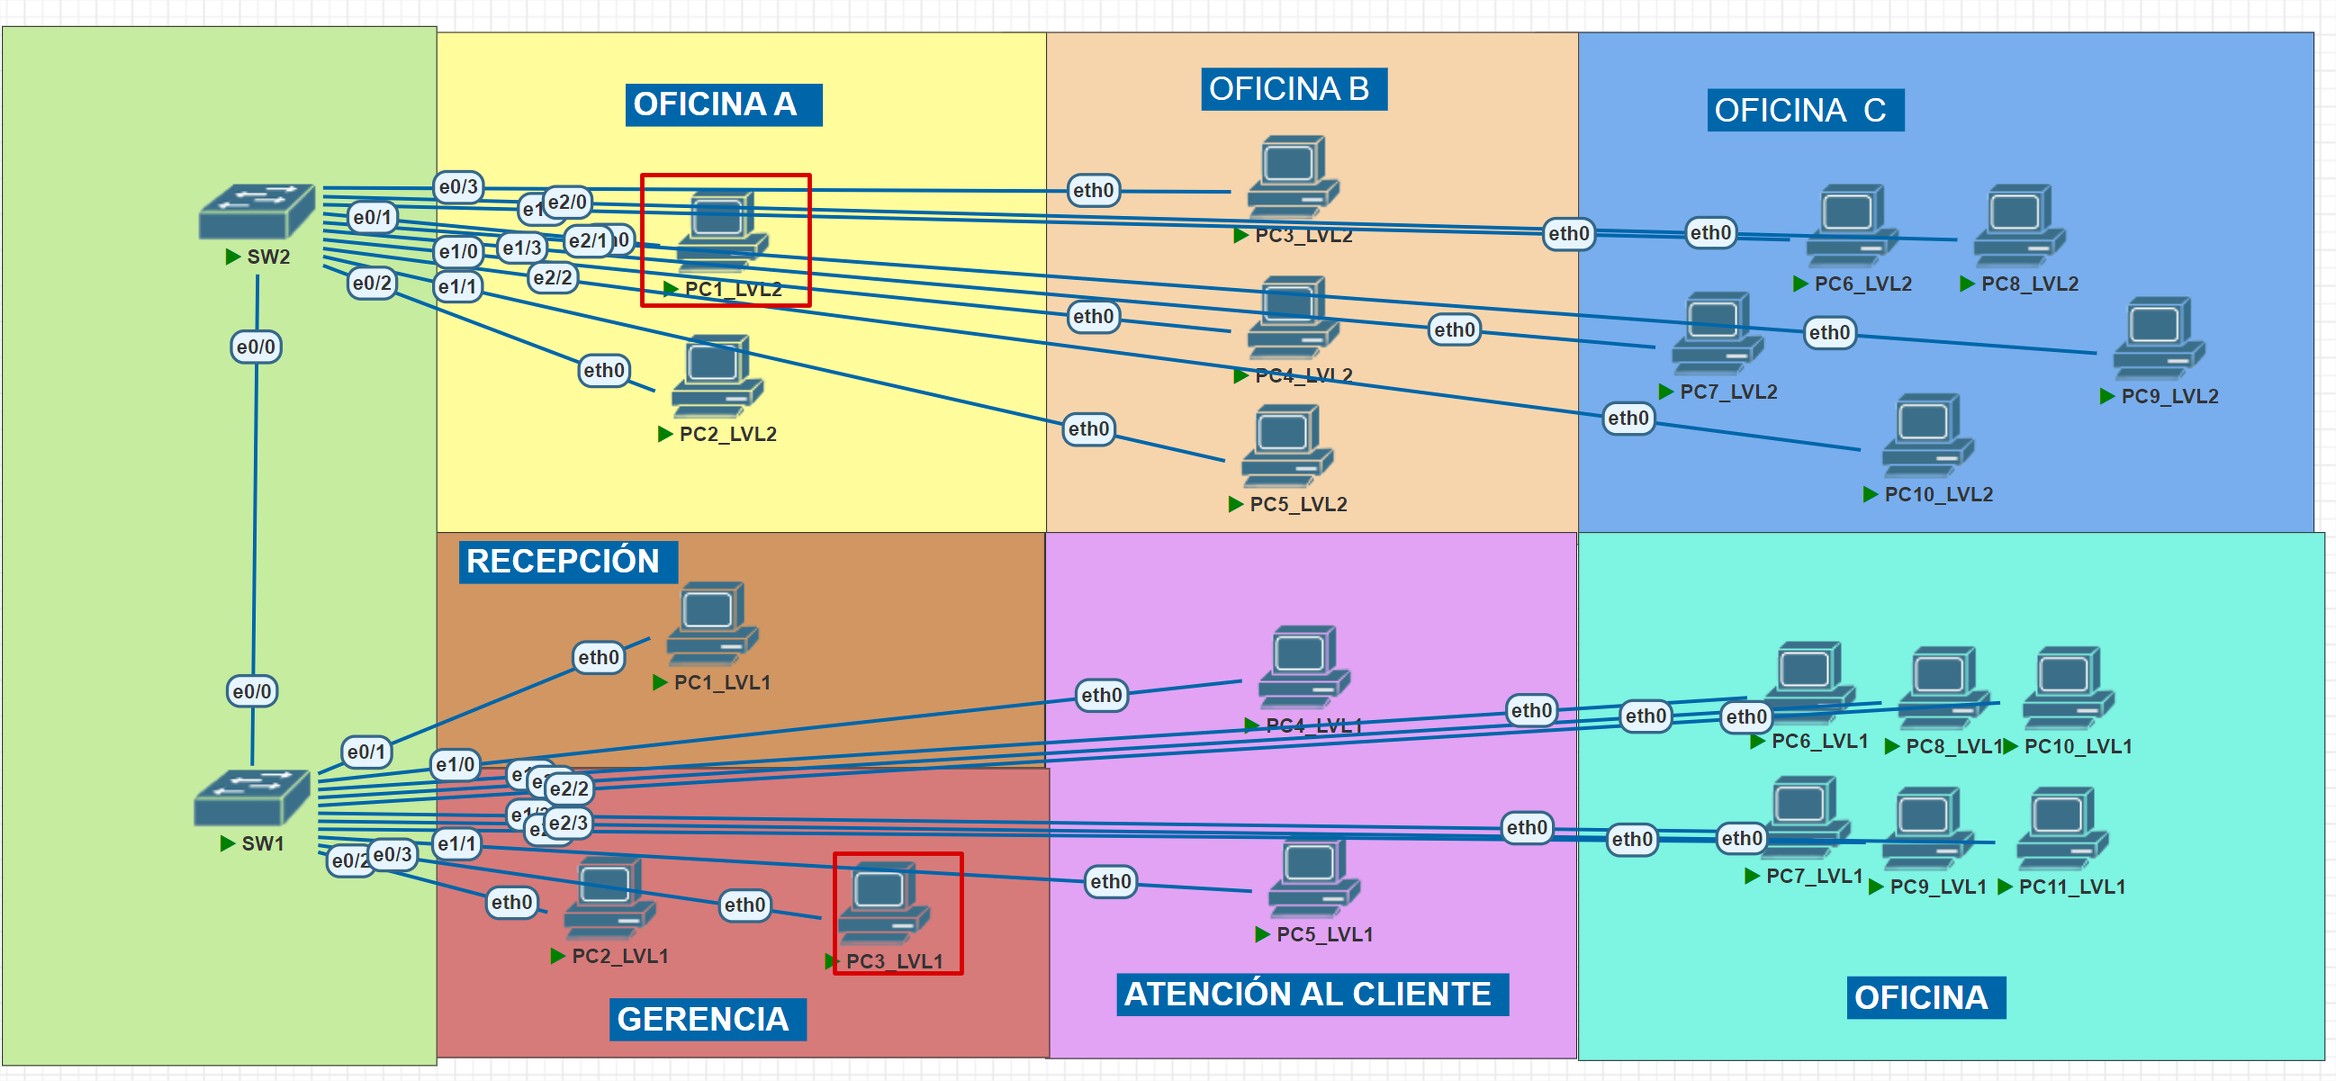 OFICINA A
OFICINA B
OFICINA  C
e0/3
e2/0
eth0
e0/1
e1/0
e1/3
e2/1
eth0
eth0
SW2
PC1_LVL2
PC3_LVL2
PC6_LVL2
PC8_LVL2
e0/2
e1/1
e2/2
e0/0
eth0
eth0
eth0
eth0
PC4_LVL2
PC7_LVL2
PC9_LVL2
PC2_LVL2
eth0
eth0
PC5_LVL2
PC10_LVL2
RECEPCIÓN
eth0
PC1_LVL1
e0/0
eth0
eth0
eth0
eth0
PC4_LVL1
PC6_LVL1
PC8_LVL1
PC10_LVL1
e0/1
e1/0
e2/2
e2/3
eth0
eth0
eth0
SW1
e0/2
e0/3
e1/1
eth0
PC7_LVL1
PC9_LVL1
PC11_LVL1
eth0
eth0
PC2_LVL1
PC3_LVL1
PC5_LVL1
GERENCIA
ATENCIÓN AL CLIENTE
OFICINA